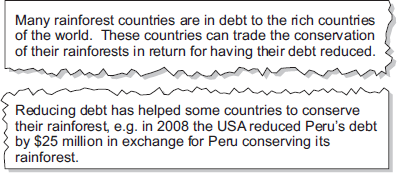 Many rainforest countries are in debt to the rich countries
of the world.  These countries can trade the conservation
of their rainforests in return for having their debt reduced.
Reducing debt has helped some countries to conserve
their rainforest, e.g. in 2008 the USA reduced Peru's debt
by $25 million in exchange for Peru conserving its
rainforest.